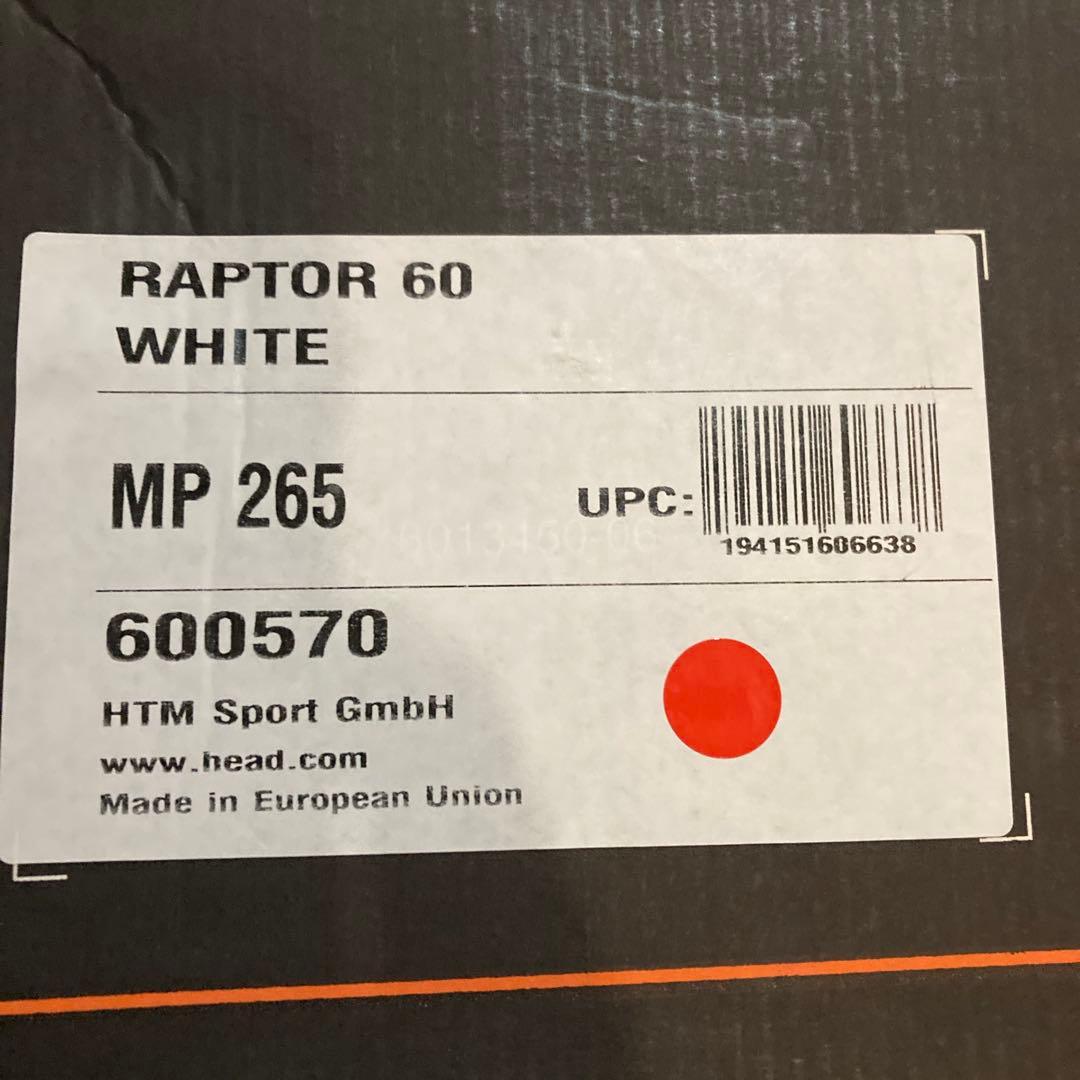 RAPTOR 60
WHITE
MP 265
UPC:
194151606638
600570
HTM Sport GmbH
www.head.com
Made in European Union